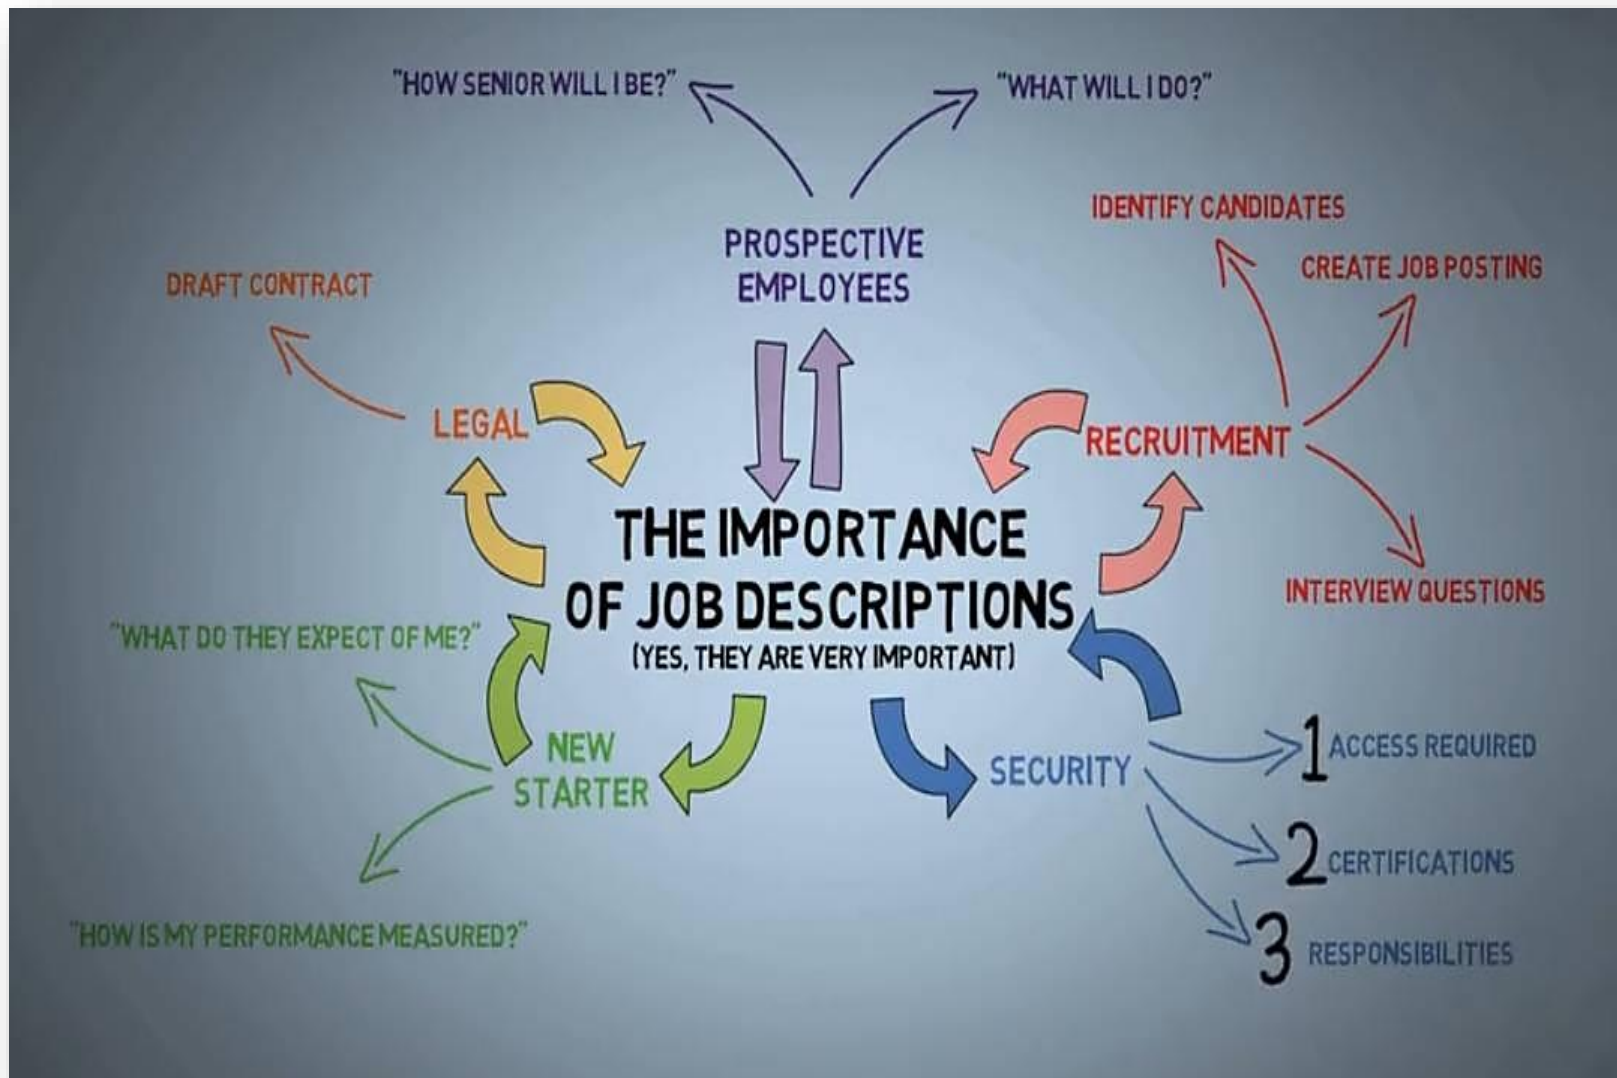 "HOW SENIOR WILL I BE?"
"WHAT WILL I DO?"
PROSPECTIVE
EMPLOYEES
IDENTIFY CANDIDATES
CREATE JOB POSTING
RECRUITMENT
INTERVIEW QUESTIONS
DRAFT CONTRACT
LEGAL
THE IMPORTANCE
OF JOB DESCRIPTIONS
(YES, THEY ARE VERY IMPORTANT)
"WHAT DO THEY EXPECT OF ME?"
NEW
STARTER
"HOW IS MY PERFORMANCE MEASURED?"
SECURITY
1 ACCESS REQUIRED
2 CERTIFICATIONS
3 RESPONSIBILITIES